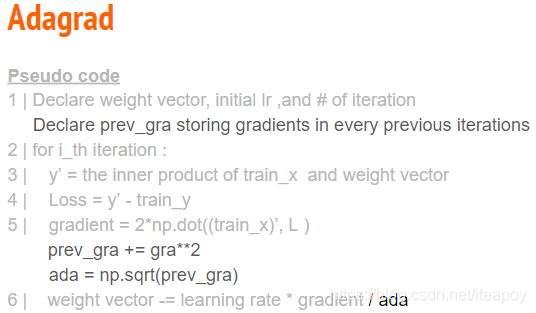 Adagrad
Pseudo code
1 | Declare weight vector, initial lr ,and # of iteration
Declare prev_gra storing gradients in every previous iterations
2 | for i_th iteration :
3 | y’ = the inner product of train_x and weight vector
4 | Loss = y’ - train_y
5 | gradient = 2*np.dot((train_x)’, L )
prev_gra += gra**2
ada = np.sqrt(prev_gra)
6 | weight vector -= learning rate * gradient / ada
https://blog.csdn.net/iteapoy